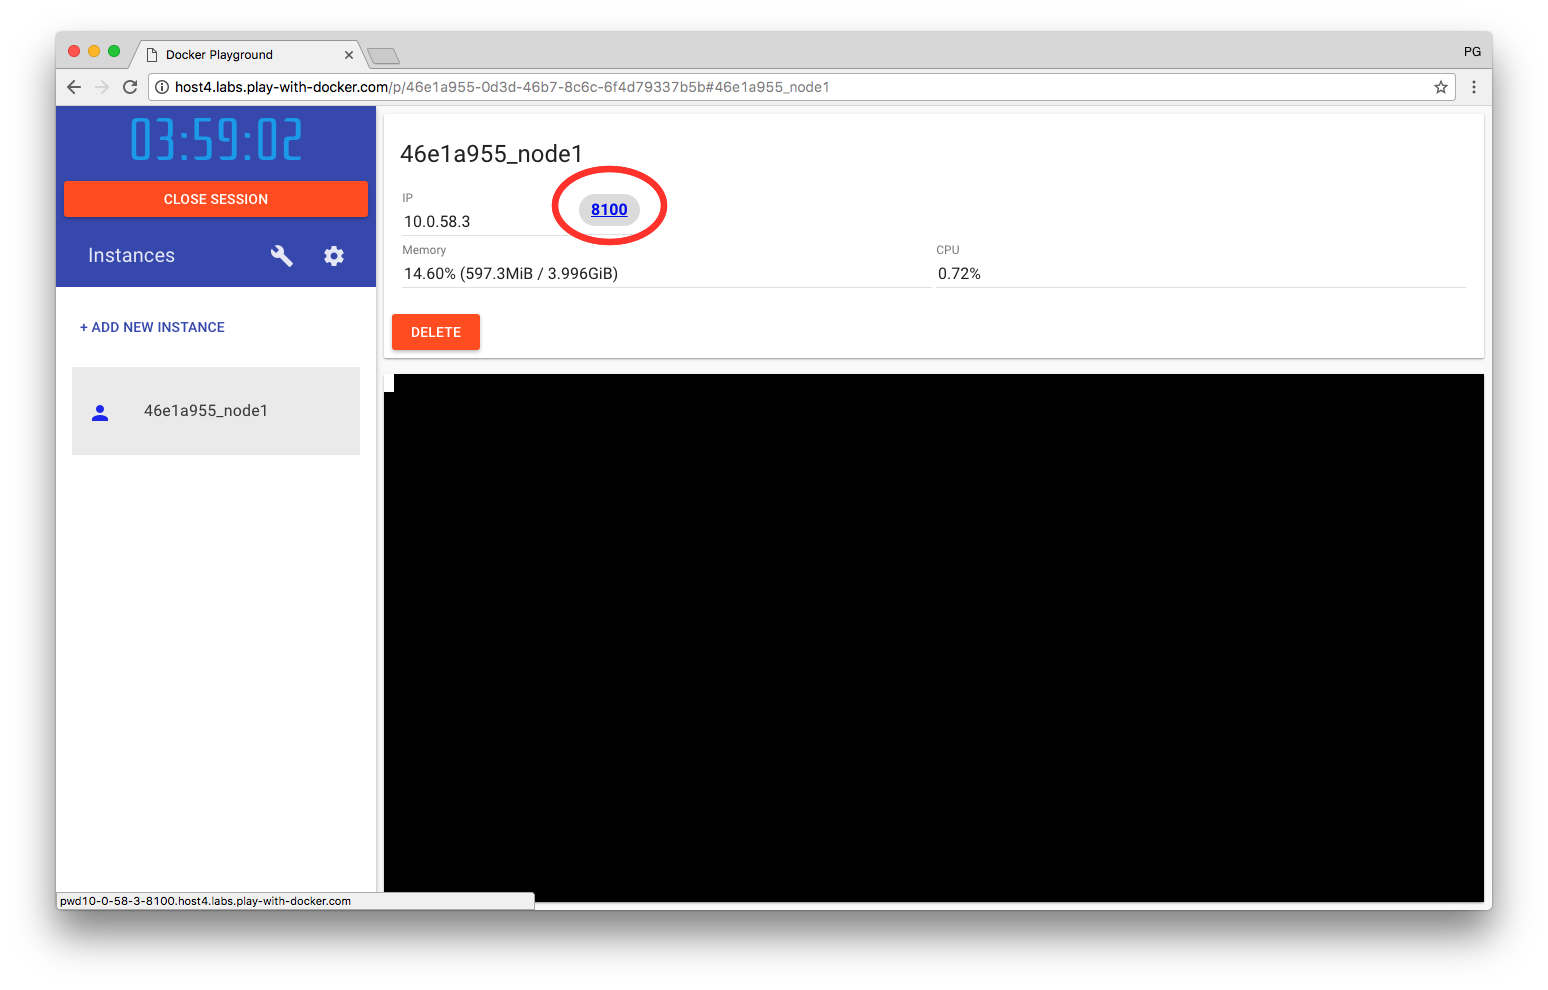 Docker Playground
PG
host4.labs.play-with-docker.com/p/46e1a955-0d3d-46b7-8c6c-6f4d79337b5b#46e1a955_node1
03:59:02
CLOSE SESSION
Instances
+ ADD NEW INSTANCE
46e1a955_node1
46e1a955_node1
IP
10.0.58.3
8100
Memory
14.60% (597.3MiB / 3.996GiB)
CPU
0.72%
DELETE
pwd10-0-58-3-8100.host4.labs.play-with-docker.com